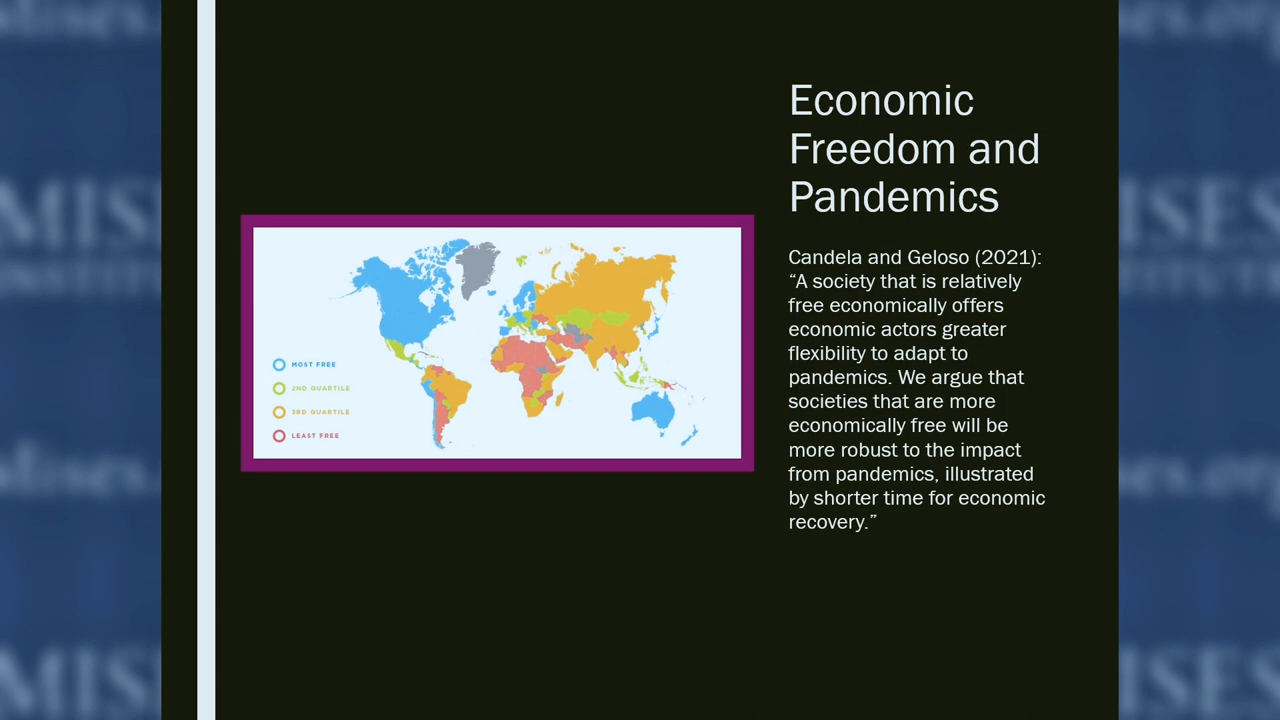 Economic
Freedom and
Pandemics
Candela and Geloso (2021):
“A society that is relatively
free economically offers
economic actors greater
flexibility to adapt to
pandemics. We argue that
societies that are more
economically free will be
more robust to the impact
from pandemics, illustrated
by shorter time for economic
recovery.”
MOST FREE
2ND QUARTILE
3RD QUARTILE
LEAST FREE